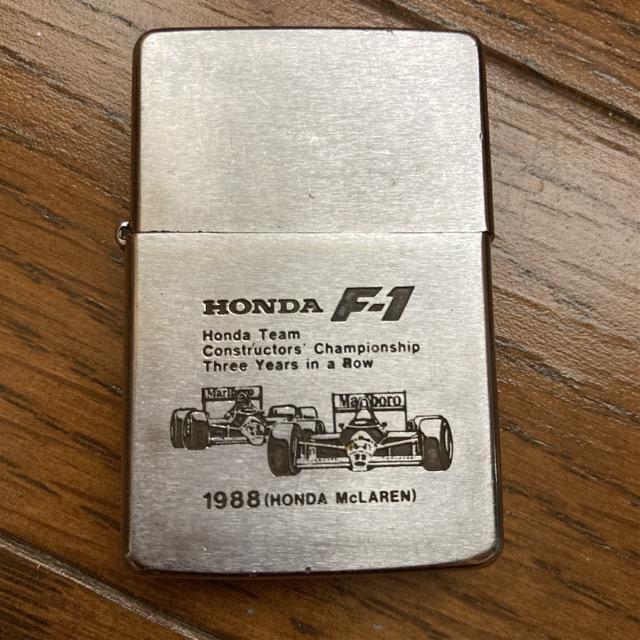 HONDA F-1
Honda Team
Constructors' Championship
Three Years in a Row
Marlboro
Marlboro
1988 (HONDA McLAREN)